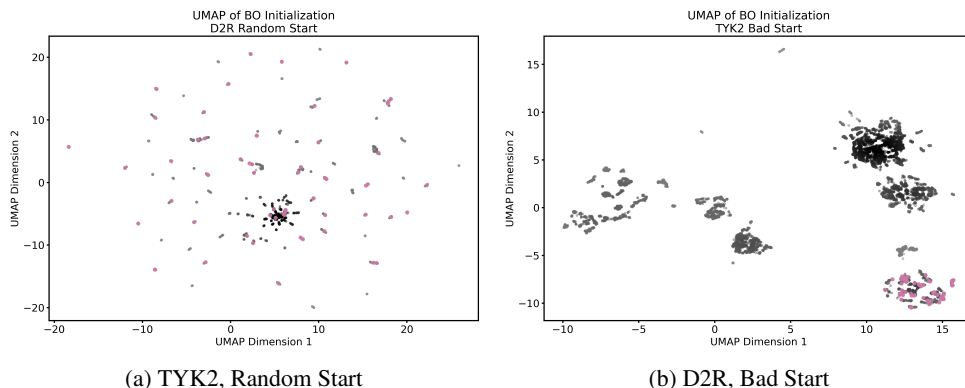 UMAP of BO Initialization
D2R Random Start
20
10
0
−10
−20
UMAP Dimension 2
−20 −10 0 10 20
UMAP Dimension 1
(a) TYK2, Random Start
UMAP of BO Initialization
TYK2 Bad Start
15
10
5
0
−5
−10
UMAP Dimension 2
−10 −5 0 5 10 15
UMAP Dimension 1
(b) D2R, Bad Start